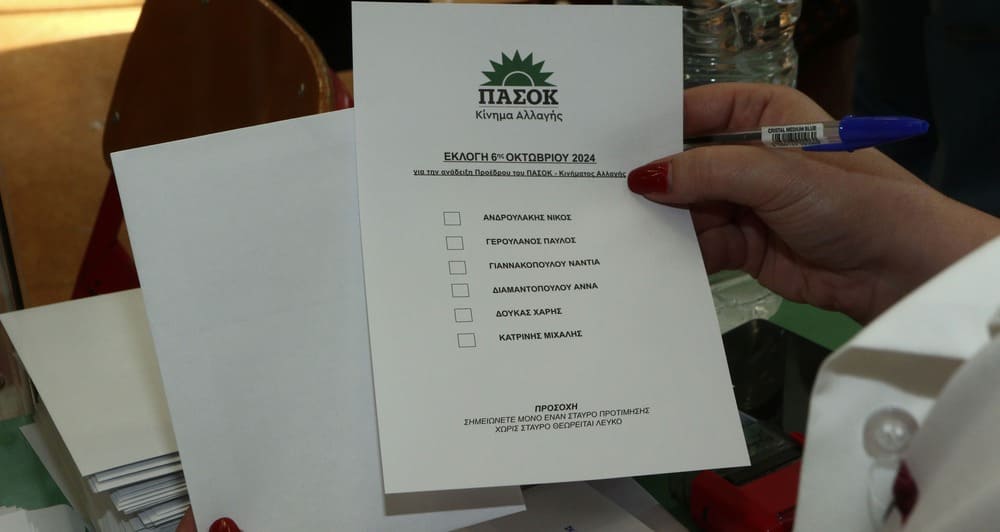 ΠΑΣΟΚ
Κίνημα Αλλαγής
ΕΚΛΟΓΗ 6ης ΟΚΤΩΒΡΙΟΥ 2024
για την ανάδειξη Προέδρου του ΠΑΣΟΚ - Κινήματος Αλλαγής
ΑΝΔΡΟΥΛΑΚΗΣ ΝΙΚΟΣ
ΓΕΡΟΥΛΑΝΟΣ ΠΑΥΛΟΣ
ΓΙΑΝΝΑΚΟΠΟΥΛΟΥ ΝΑΝΤΙΑ
ΔΙΑΜΑΝΤΟΠΟΥΛΟΥ ΑΝΝΑ
ΔΟΥΚΑΣ ΧΑΡΗΣ
ΚΑΤΡΙΝΗΣ ΜΙΧΑΛΗΣ
ΠΡΟΣΟΧΗ
ΣΗΜΕΙΩΝΕΤΕ ΜΟΝΟ ΕΝΑΝ ΣΤΑΥΡΟ ΠΡΟΤΙΜΗΣΗΣ
ΧΩΡΙΣ ΣΤΑΥΡΟ ΘΕΩΡΕΙΤΑΙ ΛΕΥΚΟ
CRISTAL MEDIUM BLUE